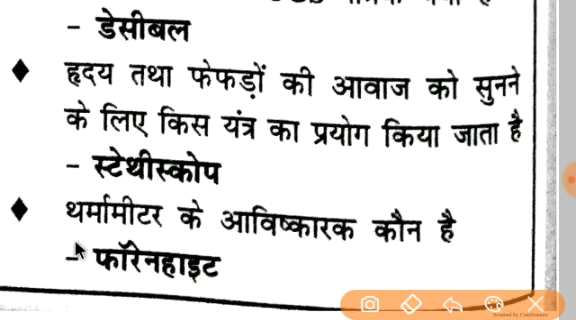 – डेसीबल
♦ हृदय तथा फेफड़ों की आवाज को सुनने
के लिए किस यंत्र का प्रयोग किया जाता है
– स्टेथीस्कोप
♦ थर्मामीटर के आविष्कारक कौन है
– फॉरेनहाइट